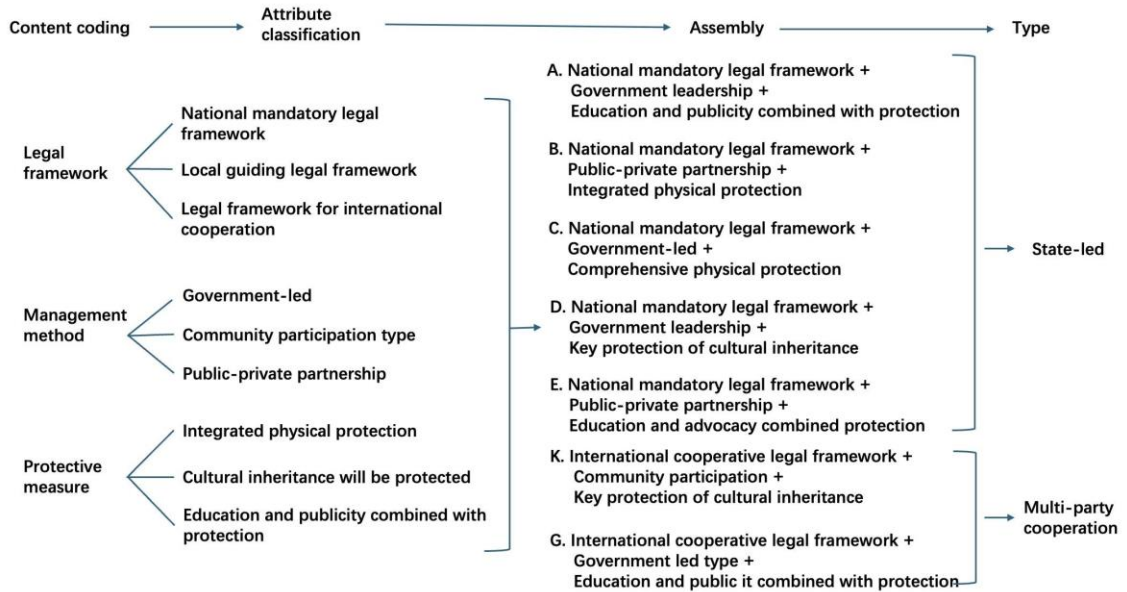 Content coding
Attribute
classification
Assembly
Type
Legal
framework
National mandatory legal
framework
Local guiding legal framework
Legal framework for international
cooperation
Management
method
Government-led
Community participation type
Public-private partnership
Protective
measure
Integrated physical protection
Cultural inheritance will be protected
Education and publicity combined with
protection
A. National mandatory legal framework +
Government leadership +
Education and publicity combined with protection
B. National mandatory legal framework +
Public-private partnership +
Integrated physical protection
C. National mandatory legal framework +
Government-led +
Comprehensive physical protection
D. National mandatory legal framework +
Government leadership +
Key protection of cultural inheritance
E. National mandatory legal framework +
Public-private partnership +
Education and advocacy combined protection
K. International cooperative legal framework +
Community participation +
Key protection of cultural inheritance
G. International cooperative legal framework +
Government led type +
Education and public it combined with protection
State-led
Multi-party
cooperation